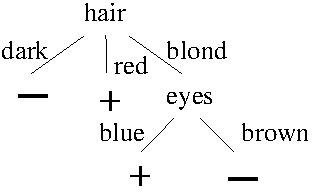 hair
dark red blond
− + eyes
blue brown
+ −